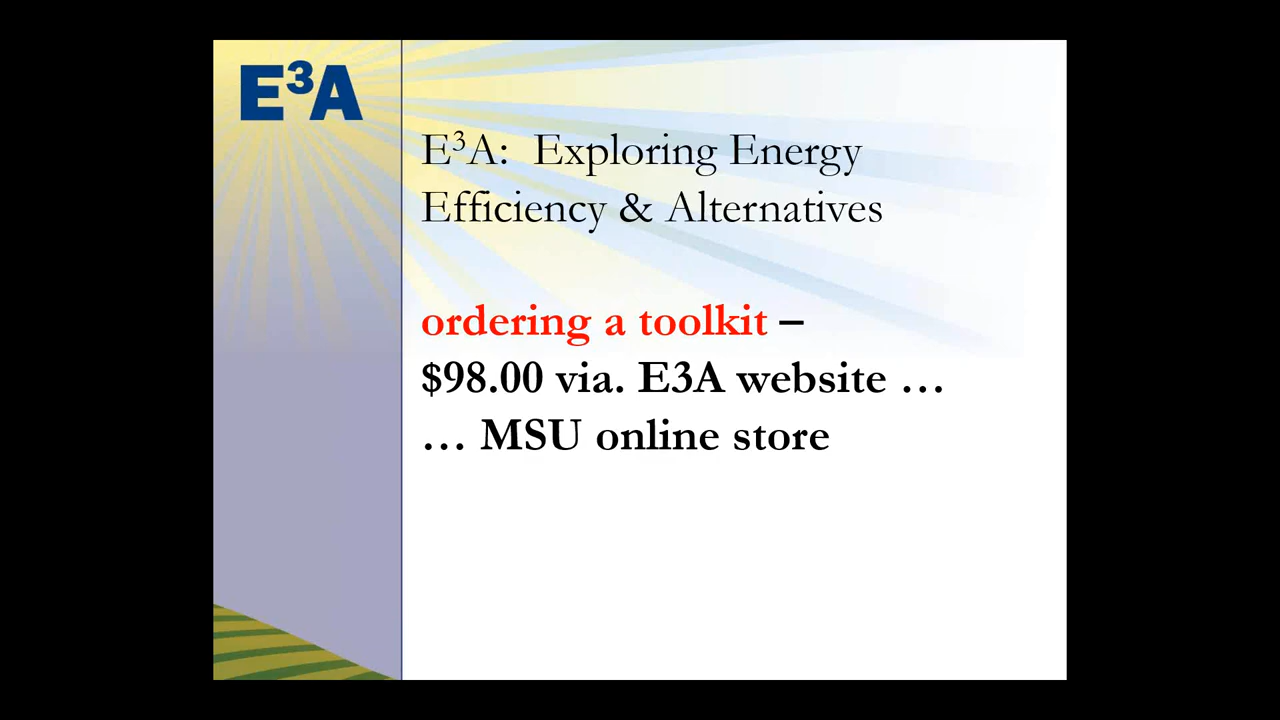 E³A
E³A: Exploring Energy
Efficiency & Alternatives
ordering a toolkit –
$98.00 via. E3A website …
… MSU online store